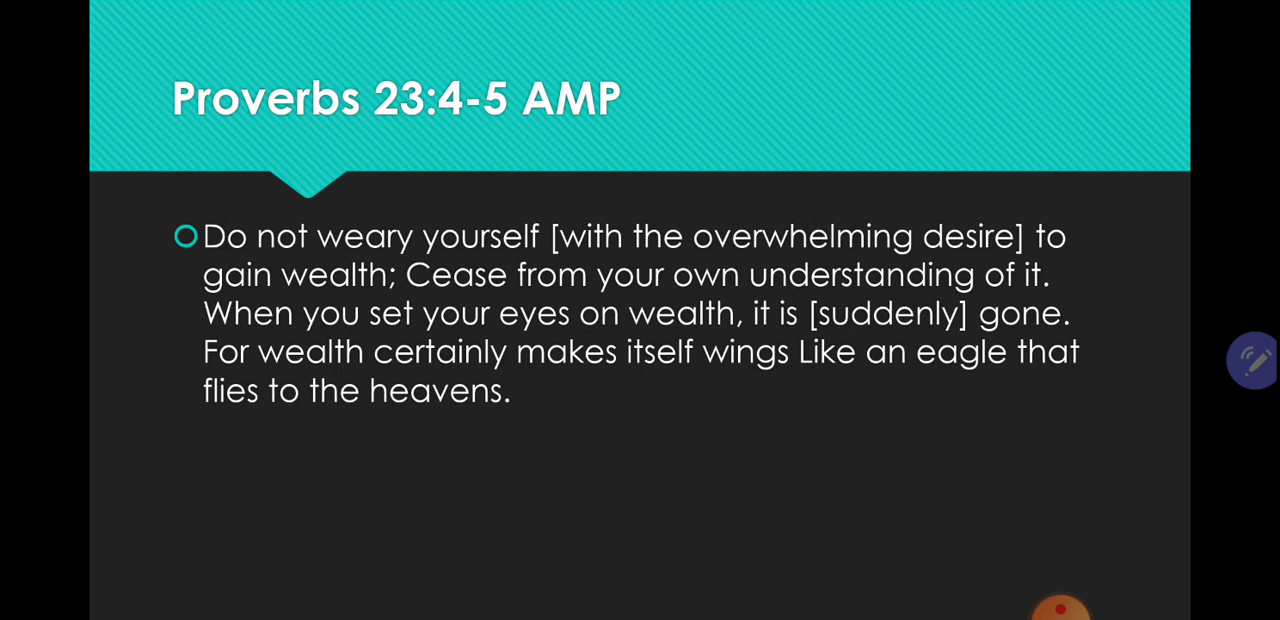 Proverbs 23:4-5 AMP
Do not weary yourself [with the overwhelming desire] to
gain wealth; Cease from your own understanding of it.
When you set your eyes on wealth, it is [suddenly] gone.
For wealth certainly makes itself wings Like an eagle that
flies to the heavens.